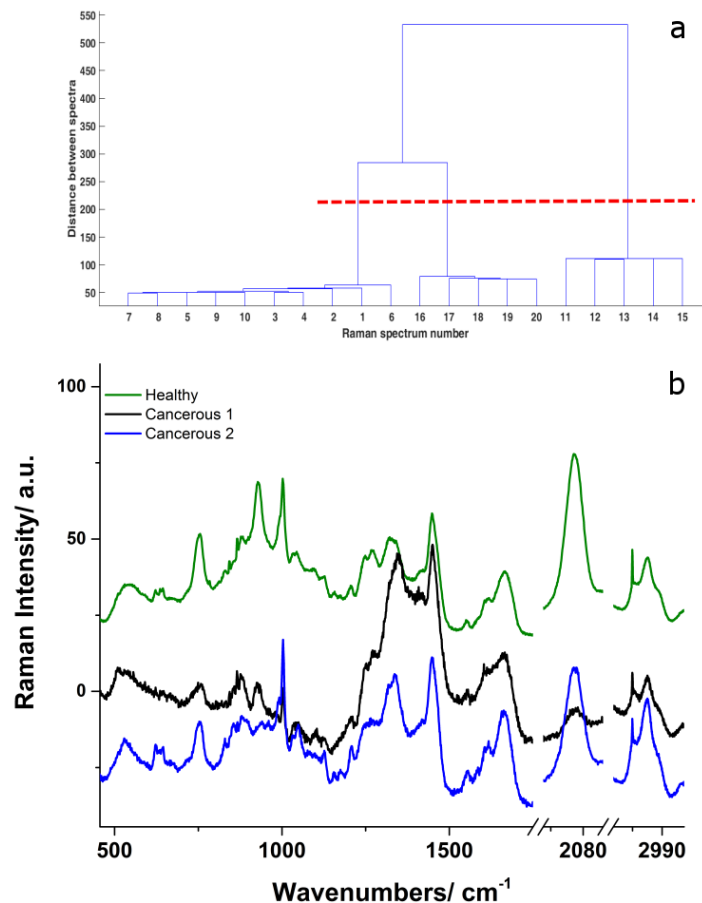 a
550
500
450
400
350
300
250
200
150
100
50
Distance between spectra
7 8 5 9 10 3 4 2 1 6 16 17 18 19 20 11 12 13 14 15
Raman spectrum number
b
Healthy
Cancerous 1
Cancerous 2
100
50
0
Raman Intensity/ a.u.
500 1000 1500 2080 2990
Wavenumbers/ cm⁻¹